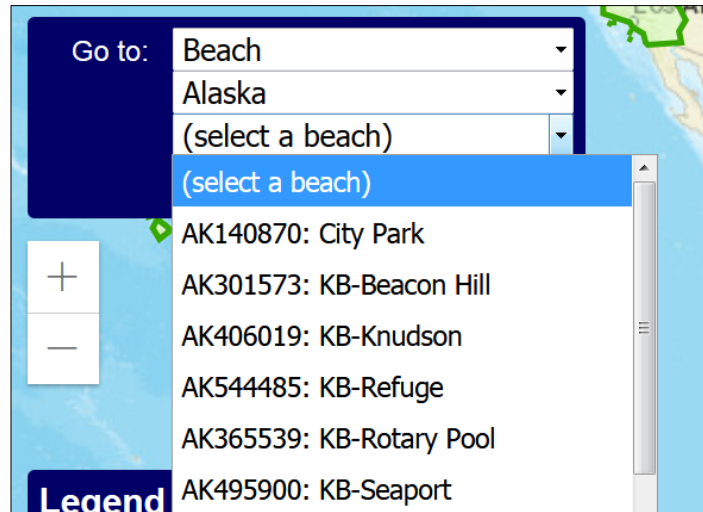 Go to: Beach
Alaska
(select a beach)
(select a beach)
AK140870: City Park
AK301573: KB-Beacon Hill
AK406019: KB-Knudson
AK544485: KB-Refuge
AK365539: KB-Rotary Pool
AK495900: KB-Seaport
Legend